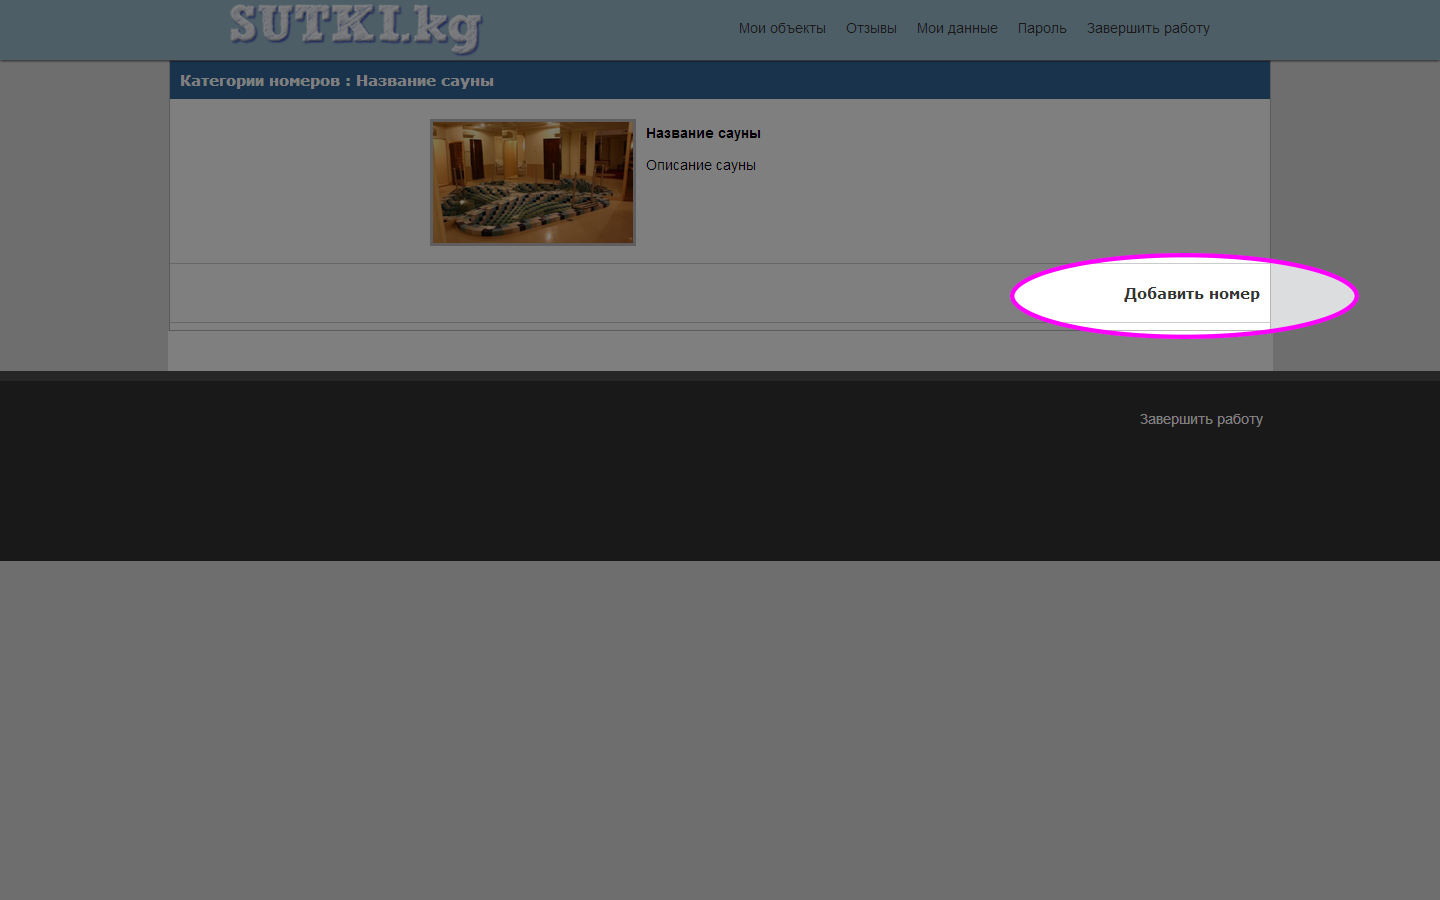 SUTKI.kg
Мои объекты Отзывы Мои данные Пароль Завершить работу
Категории номеров : Название сауны
Название сауны
Описание сауны
Добавить номер
Завершить работу